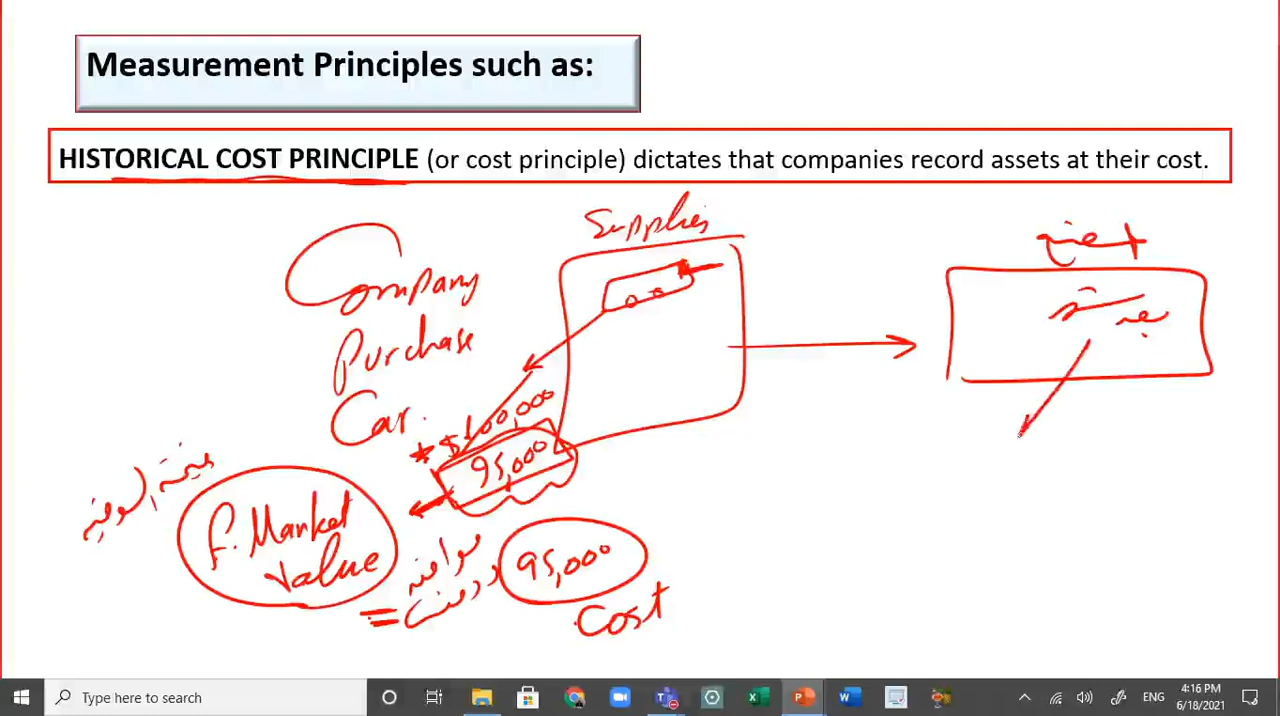 Measurement Principles such as:
HISTORICAL COST PRINCIPLE (or cost principle) dictates that companies record assets at their cost.
Supplies
Company
Purchase
Car.
* $100,000
95,000
F. Market
Value
=
95,000
Cost
Type here to search
ENG
4:16 PM
6/18/2021